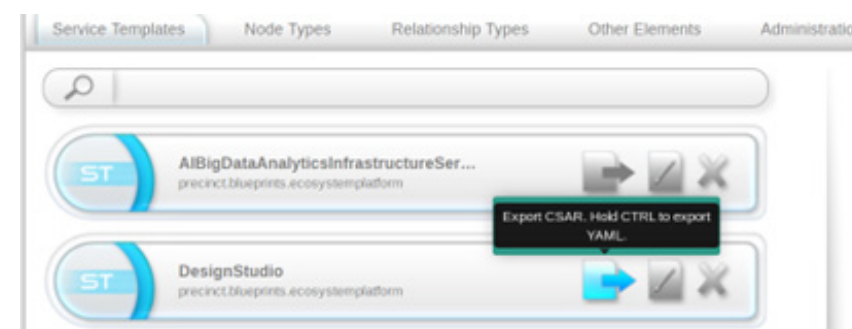 Service Templates Node Types Relationship Types Other Elements Administratio
ST
AIBigDataAnalyticsInfrastructureSer...
precinct.blueprints.ecosystemplatform
Export CSAR. Hold CTRL to export
YAML.
ST
DesignStudio
precinct.blueprints.ecosystemplatform